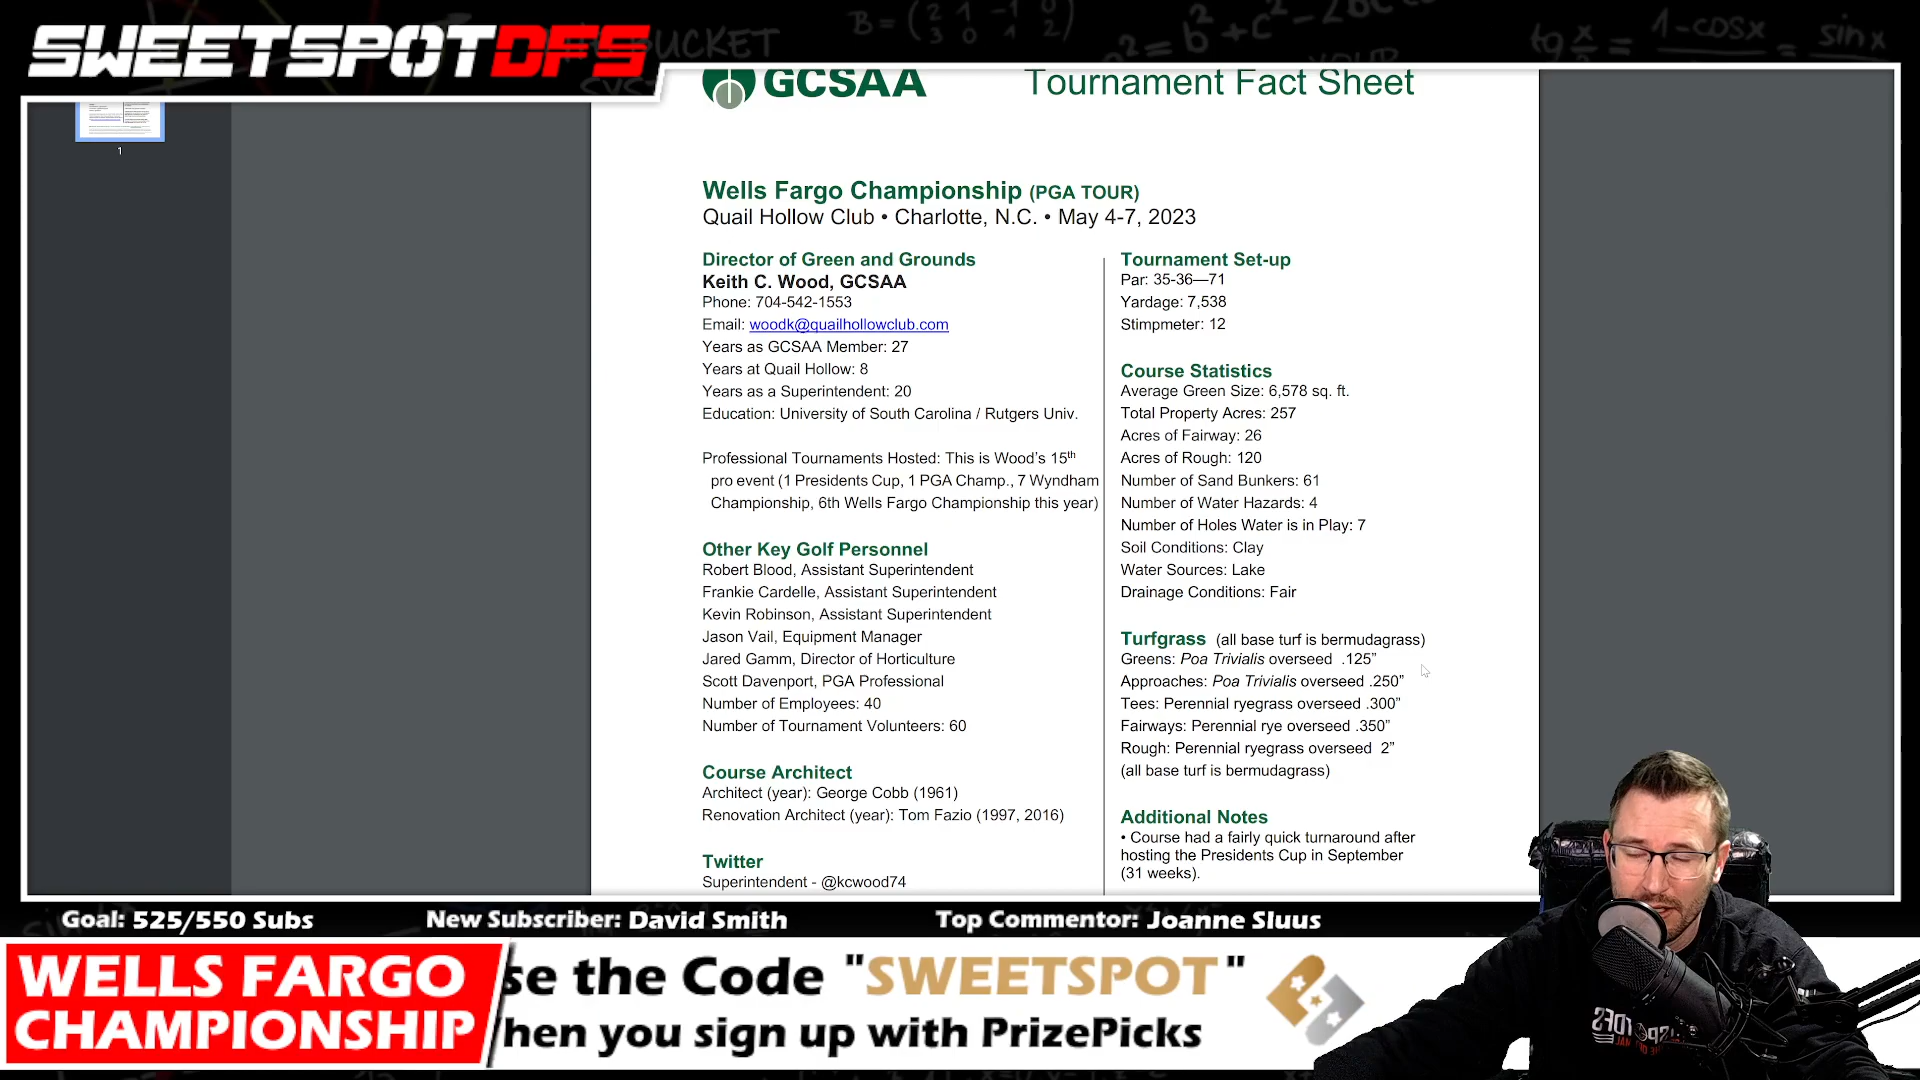 SWEETSPOTDFS
GCSAA
Tournament Fact Sheet
1
Wells Fargo Championship (PGA TOUR)
Quail Hollow Club • Charlotte, N.C. • May 4-7, 2023
Director of Green and Grounds
Keith C. Wood, GCSAA
Phone: 704-542-1553
Email: woodk@quailhollowclub.com
Years as GCSAA Member: 27
Years at Quail Hollow: 8
Years as a Superintendent: 20
Education: University of South Carolina / Rutgers Univ.
Professional Tournaments Hosted: This is Wood's 15th
pro event (1 Presidents Cup, 1 PGA Champ., 7 Wyndham
Championship, 6th Wells Fargo Championship this year)
Other Key Golf Personnel
Robert Blood, Assistant Superintendent
Frankie Cardelle, Assistant Superintendent
Kevin Robinson, Assistant Superintendent
Jason Vail, Equipment Manager
Jared Gamm, Director of Horticulture
Scott Davenport, PGA Professional
Number of Employees: 40
Number of Tournament Volunteers: 60
Course Architect
Architect (year): George Cobb (1961)
Renovation Architect (year): Tom Fazio (1997, 2016)
Twitter
Superintendent - @kcwood74
Tournament Set-up
Par: 35-36—71
Yardage: 7,538
Stimpmeter: 12
Course Statistics
Average Green Size: 6,578 sq. ft.
Total Property Acres: 257
Acres of Fairway: 26
Acres of Rough: 120
Number of Sand Bunkers: 61
Number of Water Hazards: 4
Number of Holes Water is in Play: 7
Soil Conditions: Clay
Water Sources: Lake
Drainage Conditions: Fair
Turfgrass (all base turf is bermudagrass)
Greens: Poa Trivialis overseed .125”
Approaches: Poa Trivialis overseed .250”
Tees: Perennial ryegrass overseed .300”
Fairways: Perennial rye overseed .350”
Rough: Perennial ryegrass overseed 2”
(all base turf is bermudagrass)
Additional Notes
• Course had a fairly quick turnaround after
hosting the Presidents Cup in September
(31 weeks).
Goal: 525/550 Subs
New Subscriber: David Smith
Top Commentor: Joanne Sluus
WELLS FARGO
CHAMPIONSHIP
se the Code "SWEETSPOT"
hen you sign up with PrizePicks